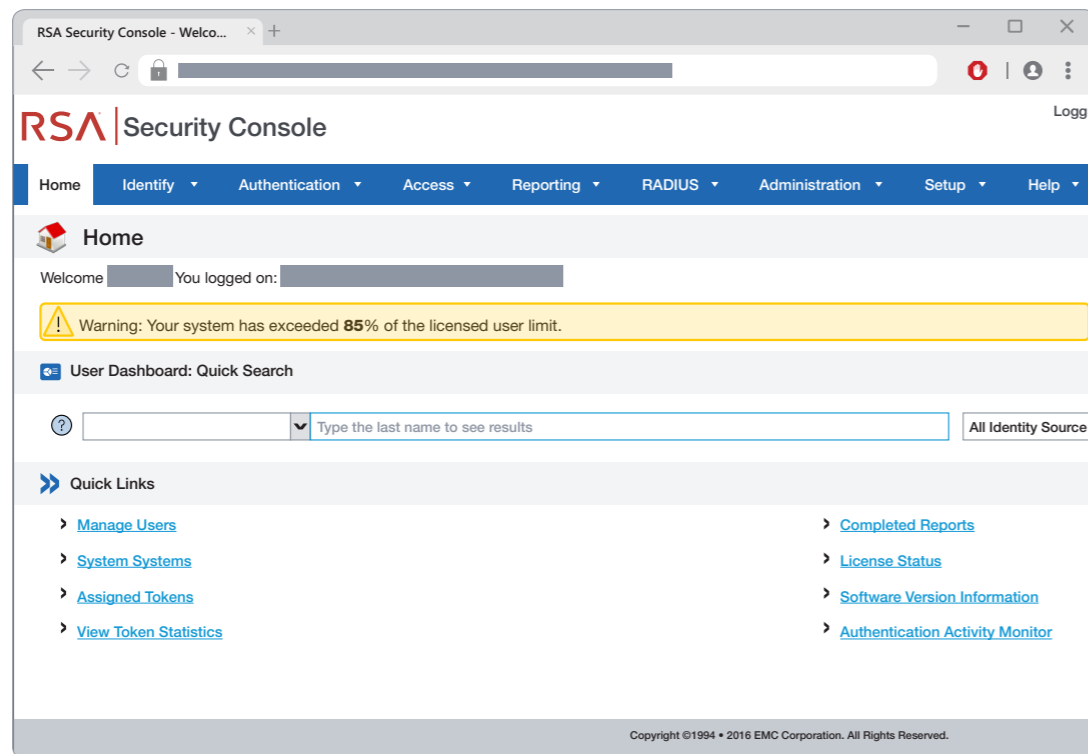 RSA Security Console - Welco...
Logg
RSA Security Console
Home Identify Authentication Access Reporting RADIUS Administration Setup Help
Home
Welcome You logged on:
Warning: Your system has exceeded 85% of the licensed user limit.
User Dashboard: Quick Search
Type the last name to see results All Identity Source
Quick Links
Manage Users
System Systems
Assigned Tokens
View Token Statistics
Completed Reports
License Status
Software Version Information
Authentication Activity Monitor
Copyright ©1994 • 2016 EMC Corporation. All Rights Reserved.